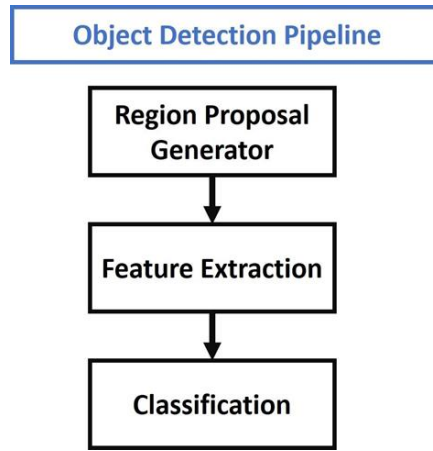 Object Detection Pipeline
Region Proposal
Generator
Feature Extraction
Classification